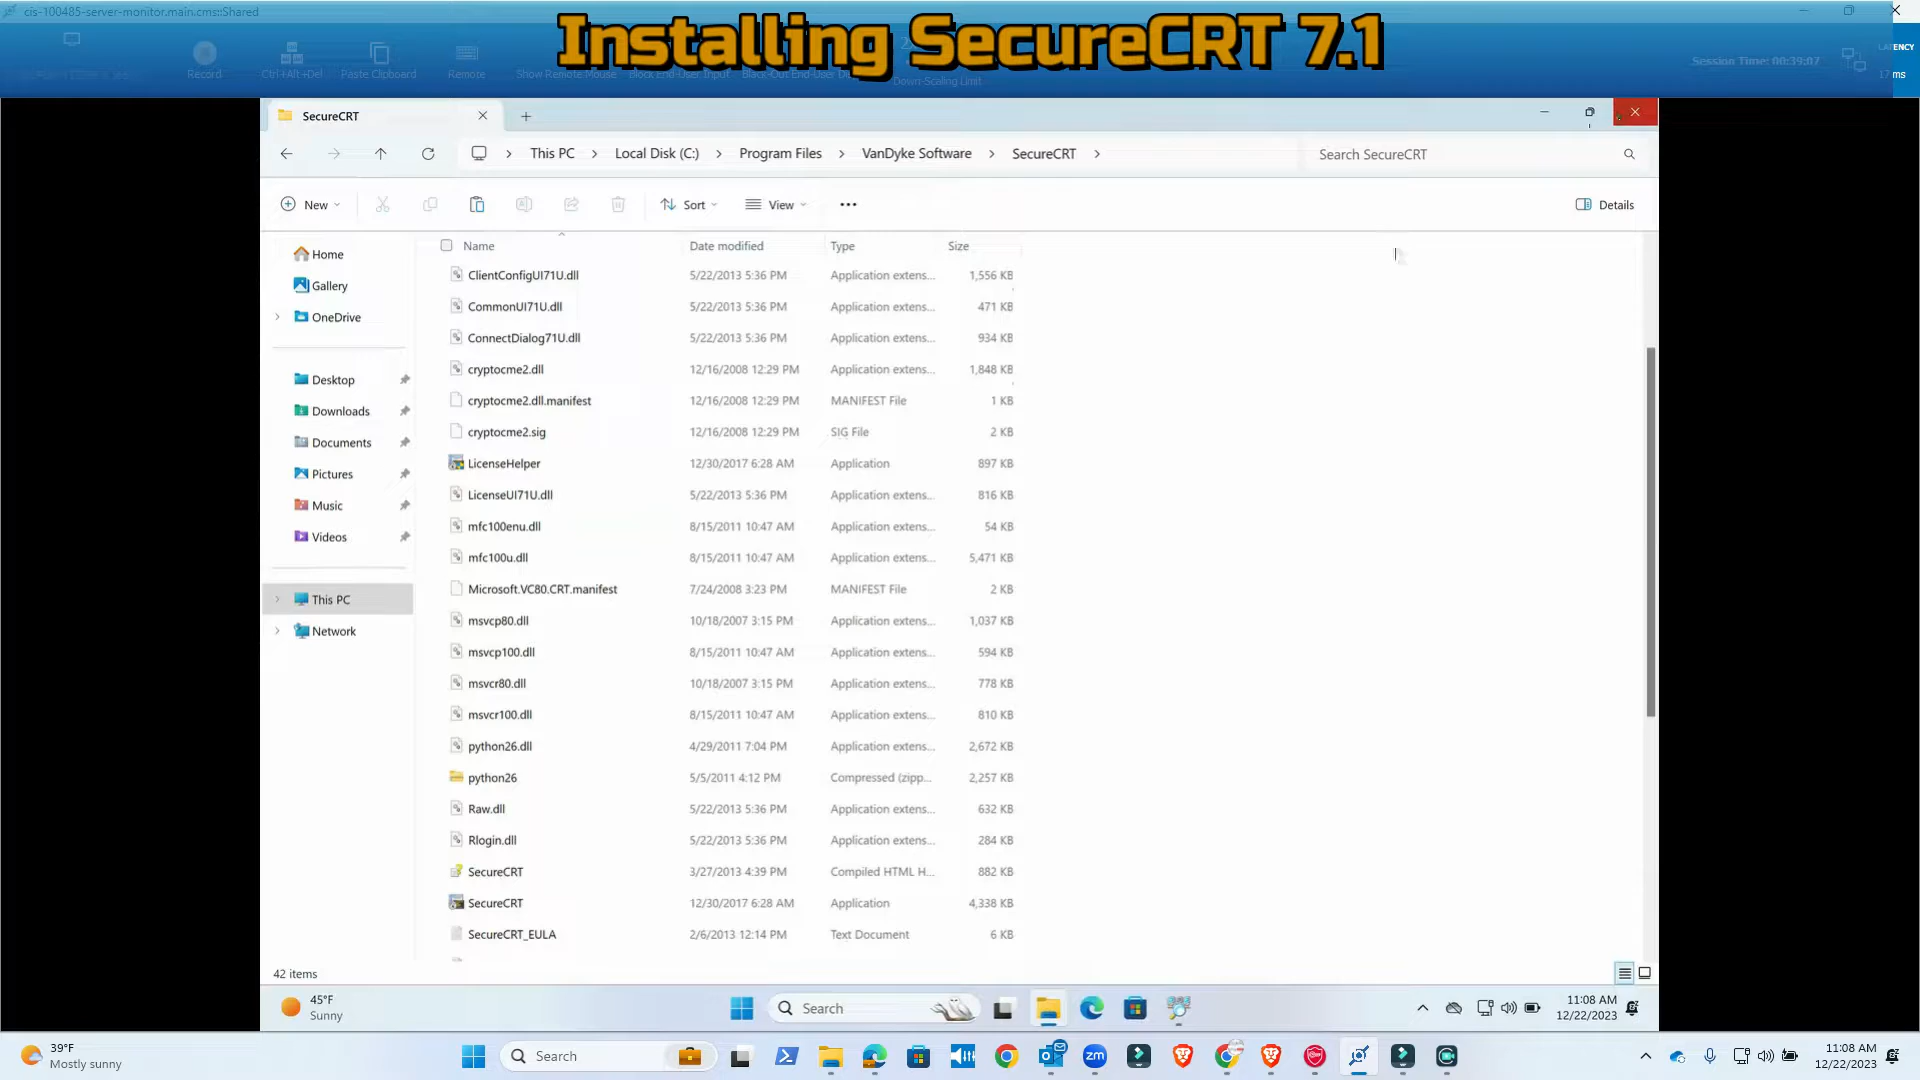 cis-100485-server-monitor.main.cms::Shared
Installing SecureCRT 7.1
Record
Ctrl+Alt+Del
Paste Clipboard
Remote
Show Remote Mouse
Block End-User Input
Black-Out End-User
Down-Scaling Limit
Session Time: 00:39:07
LATENCY
17 ms
SecureCRT
This PC
Local Disk (C:)
Program Files
VanDyke Software
SecureCRT
Search SecureCRT
New
Sort
View
Details
Home
Gallery
OneDrive
Desktop
Downloads
Documents
Pictures
Music
Videos
This PC
Network
Name Date modified Type Size
ClientConfigUI71U.dll 5/22/2013 5:36 PM Application extens... 1,556 KB
CommonUI71U.dll 5/22/2013 5:36 PM Application extens... 471 KB
ConnectDialog71U.dll 5/22/2013 5:36 PM Application extens... 934 KB
cryptocme2.dll 12/16/2008 12:29 PM Application extens... 1,848 KB
cryptocme2.dll.manifest 12/16/2008 12:29 PM MANIFEST File 1 KB
cryptocme2.sig 12/16/2008 12:29 PM SIG File 2 KB
LicenseHelper 12/30/2017 6:28 AM Application 897 KB
LicenseUI71U.dll 5/22/2013 5:36 PM Application extens... 816 KB
mfc100enu.dll 8/15/2011 10:47 AM Application extens... 54 KB
mfc100u.dll 8/15/2011 10:47 AM Application extens... 5,471 KB
Microsoft.VC80.CRT.manifest 7/24/2008 3:23 PM MANIFEST File 2 KB
msvcp80.dll 10/18/2007 3:15 PM Application extens... 1,037 KB
msvcp100.dll 8/15/2011 10:47 AM Application extens... 594 KB
msvcr80.dll 10/18/2007 3:15 PM Application extens... 778 KB
msvcr100.dll 8/15/2011 10:47 AM Application extens... 810 KB
python26.dll 4/29/2011 7:04 PM Application extens... 2,672 KB
python26 5/5/2011 4:12 PM Compressed (zipp... 2,257 KB
Raw.dll 5/22/2013 5:36 PM Application extens... 632 KB
Rlogin.dll 5/22/2013 5:36 PM Application extens... 284 KB
SecureCRT 3/27/2013 4:39 PM Compiled HTML H... 882 KB
SecureCRT 12/30/2017 6:28 AM Application 4,338 KB
SecureCRT_EULA 2/6/2013 12:14 PM Text Document 6 KB
42 items
45°F
Sunny
Search
11:08 AM
12/22/2023
39°F
Mostly sunny
Search
zm
11:08 AM
12/22/2023